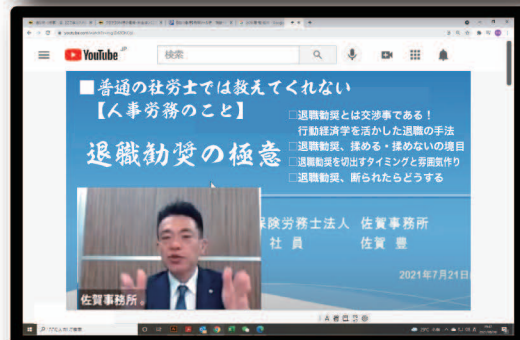 YouTube JP
検索
■普通の社労士では教えてくれない
【人事労務のこと】
退職勧奨の極意
□退職勧奨とは交渉事である！
行動経済学を活かした退職の手法
□退職勧奨、揉める・揉めないの境目
□退職勧奨を切出すタイミングと雰囲気作り
□退職勧奨、断られたらどうする
保険労務士法人 佐賀事務所
社員 佐賀 豊
2021年7月21日
佐賀事務所